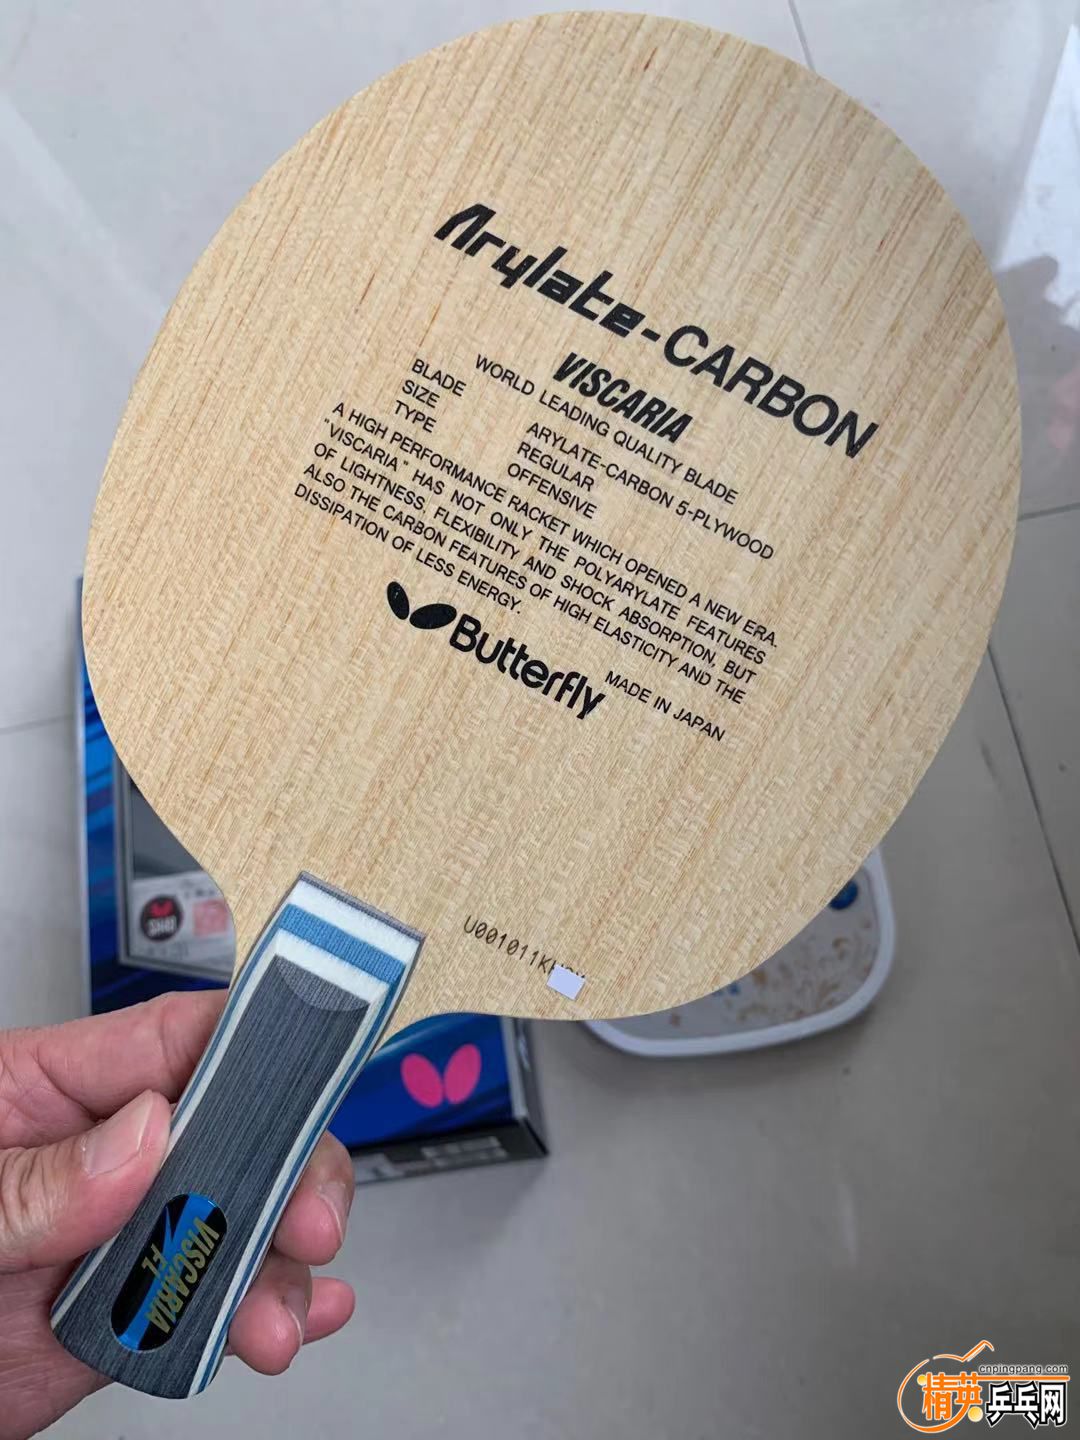 Arylate-CARBON
VISCARIA
WORLD LEADING QUALITY BLADE
BLADE ARYLATE-CARBON 5-PLYWOOD
SIZE REGULAR
TYPE OFFENSIVE
A HIGH PERFORMANCE RACKET WHICH OPENED A NEW ERA.
"VISCARIA" HAS NOT ONLY THE POLYARYLATE FEATURES
OF LIGHTNESS, FLEXIBILITY AND SHOCK ABSORPTION, BUT
ALSO THE CARBON FEATURES OF HIGH ELASTICITY AND THE
DISSIPATION OF LESS ENERGY.
Butterfly MADE IN JAPAN
VISCARIA
FL
cnpingpang.com
精英乒乓网